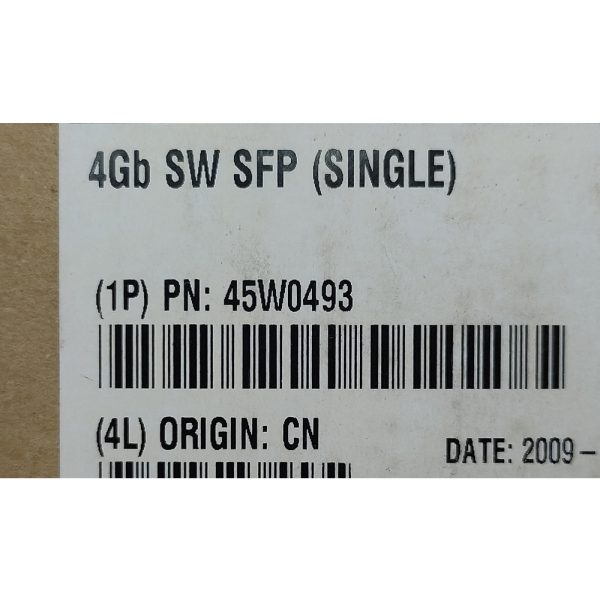 4Gb SW SFP (SINGLE)
(1P) PN: 45W0493
(4L) ORIGIN: CN
DATE: 2009-